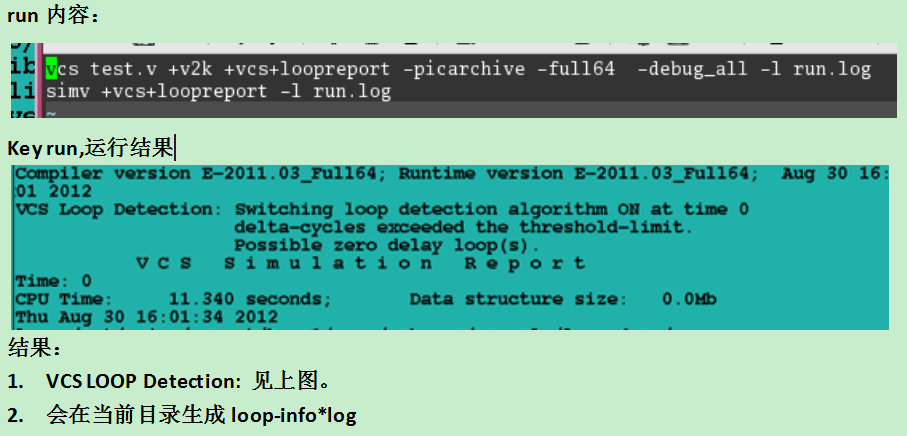 run 内容：
vcs test.v +v2k +vcs+loopreport -picarchive -full64  -debug_all -l run.log
simv +vcs+loopreport -l run.log
~
Key run,运行结果
Compiler version E-2011.03_Full64; Runtime version E-2011.03_Full64;  Aug 30 16:
01 2012
VCS Loop Detection: Switching loop detection algorithm ON at time 0
delta-cycles exceeded the threshold-limit.
Possible zero delay loop(s).
V C S   S i m u l a t i o n   R e p o r t
Time: 0
CPU Time:     11.340 seconds;       Data structure size:   0.0Mb
Thu Aug 30 16:01:34 2012
结果：
1. VCS LOOP Detection: 见上图。
2. 会在当前目录生成 loop-info*log